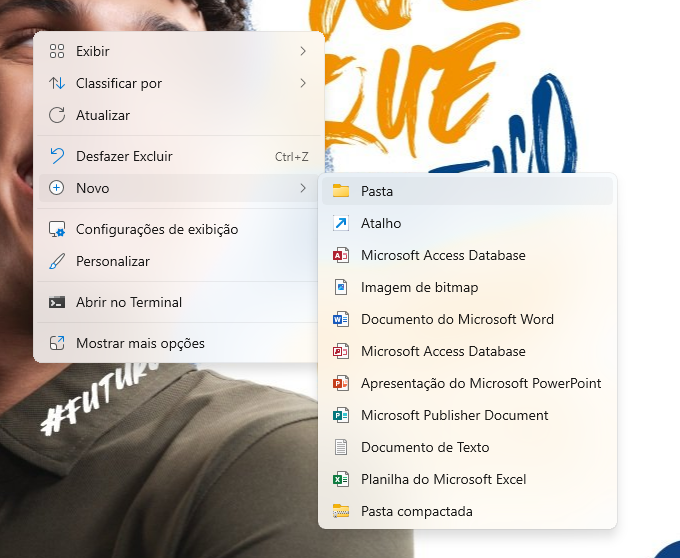 QUE
Exibir
Classificar por
Atualizar
Desfazer Excluir Ctrl+Z
Novo
Configurações de exibição
Personalizar
Abrir no Terminal
Mostrar mais opções
Pasta
Atalho
Microsoft Access Database
Imagem de bitmap
Documento do Microsoft Word
Microsoft Access Database
Apresentação do Microsoft PowerPoint
Microsoft Publisher Document
Documento de Texto
Planilha do Microsoft Excel
Pasta compactada